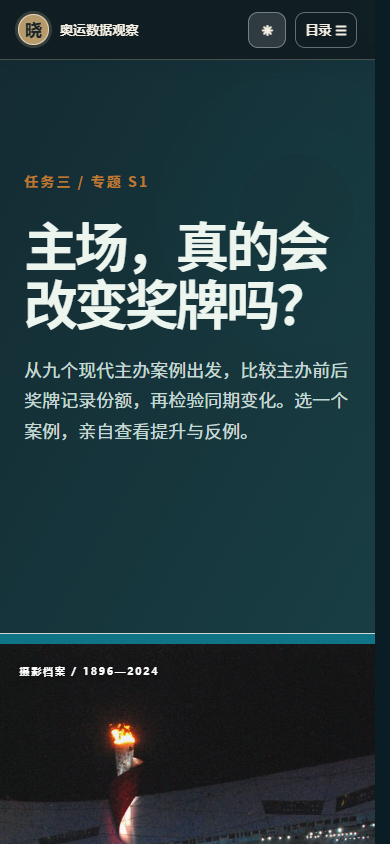 晓 奥运数据观察 目录
任务三 / 专题 S1
主场，真的会
改变奖牌吗？
从九个现代主办案例出发，比较主办前后
奖牌记录份额，再检验同期变化。选一个
案例，亲自查看提升与反例。
摄影档案 / 1896—2024